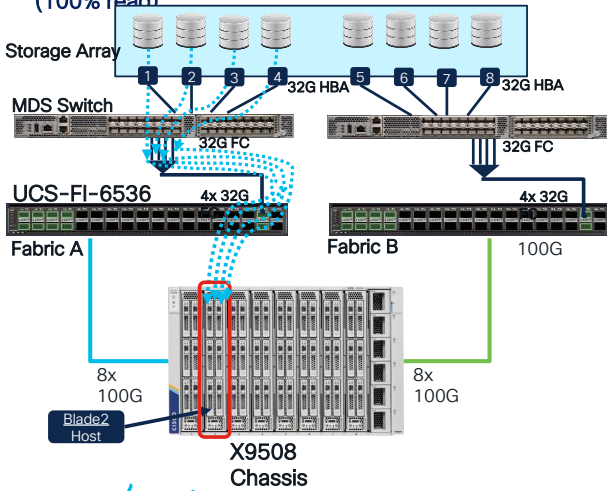 (100% read)
Storage Array
1 2 3 4 5 6 7 8
32G HBA 32G HBA
MDS Switch
32G FC 32G FC
UCS-FI-6536 4x 32G 4x 32G
Fabric A Fabric B 100G
8x
100G
8x
100G
Blade2
Host
X9508
Chassis